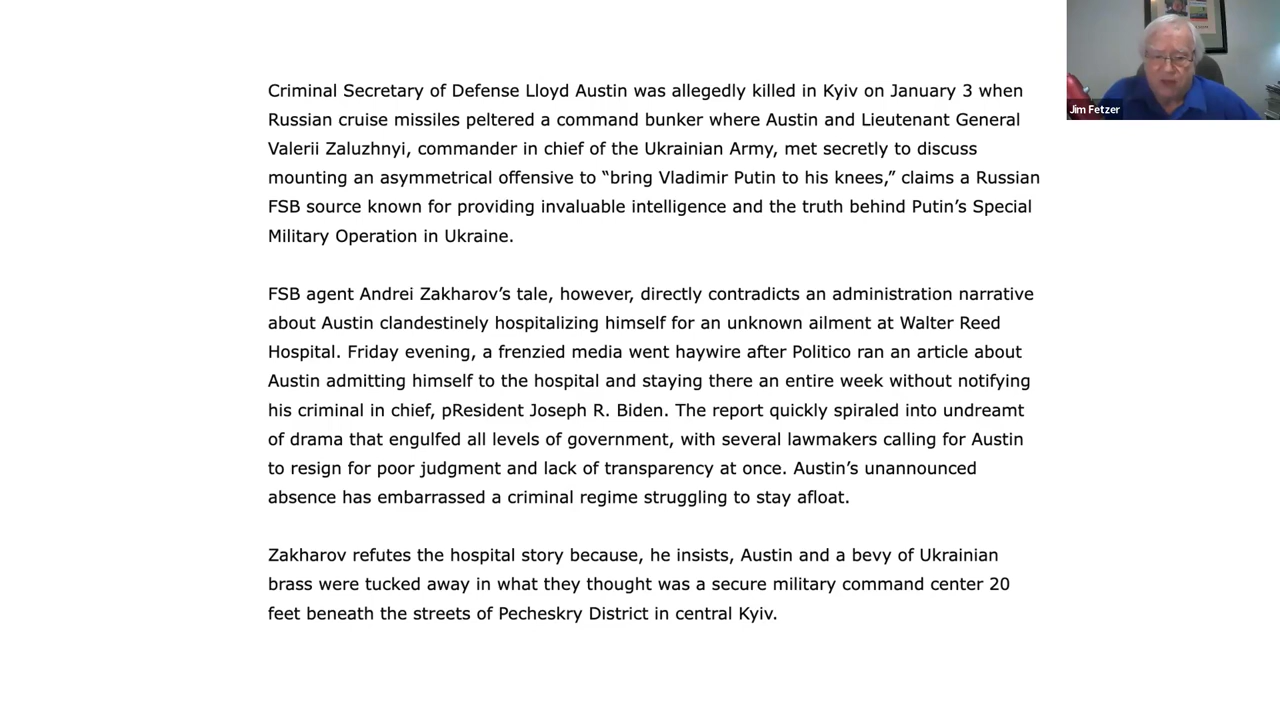 Criminal Secretary of Defense Lloyd Austin was allegedly killed in Kyiv on January 3 when
Russian cruise missiles peltered a command bunker where Austin and Lieutenant General
Valerii Zaluzhnyi, commander in chief of the Ukrainian Army, met secretly to discuss
mounting an asymmetrical offensive to “bring Vladimir Putin to his knees,” claims a Russian
FSB source known for providing invaluable intelligence and the truth behind Putin’s Special
Military Operation in Ukraine.
FSB agent Andrei Zakharov’s tale, however, directly contradicts an administration narrative
about Austin clandestinely hospitalizing himself for an unknown ailment at Walter Reed
Hospital. Friday evening, a frenzied media went haywire after Politico ran an article about
Austin admitting himself to the hospital and staying there an entire week without notifying
his criminal in chief, pResident Joseph R. Biden. The report quickly spiraled into undreamt
of drama that engulfed all levels of government, with several lawmakers calling for Austin
to resign for poor judgment and lack of transparency at once. Austin’s unannounced
absence has embarrassed a criminal regime struggling to stay afloat.
Zakharov refutes the hospital story because, he insists, Austin and a bevy of Ukrainian
brass were tucked away in what they thought was a secure military command center 20
feet beneath the streets of Pecheskry District in central Kyiv.
Jim Fetzer